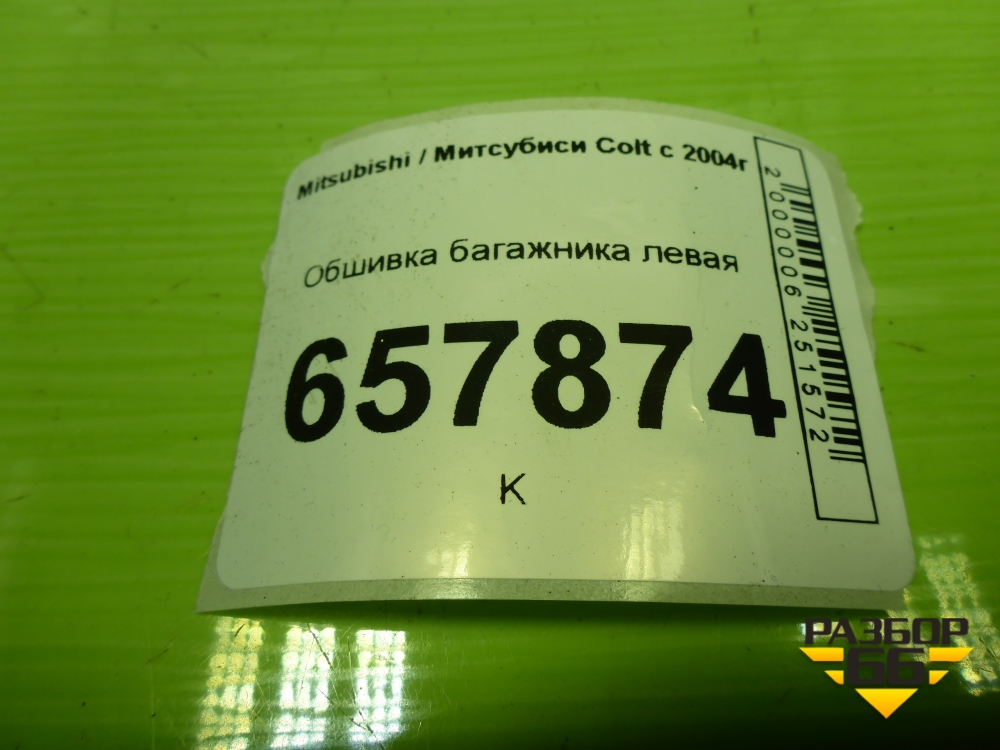 Mitsubishi / Митсубиси Colt с 2004г
Обшивка багажника левая
657874
К
2000006251572
РАЗБОР
66